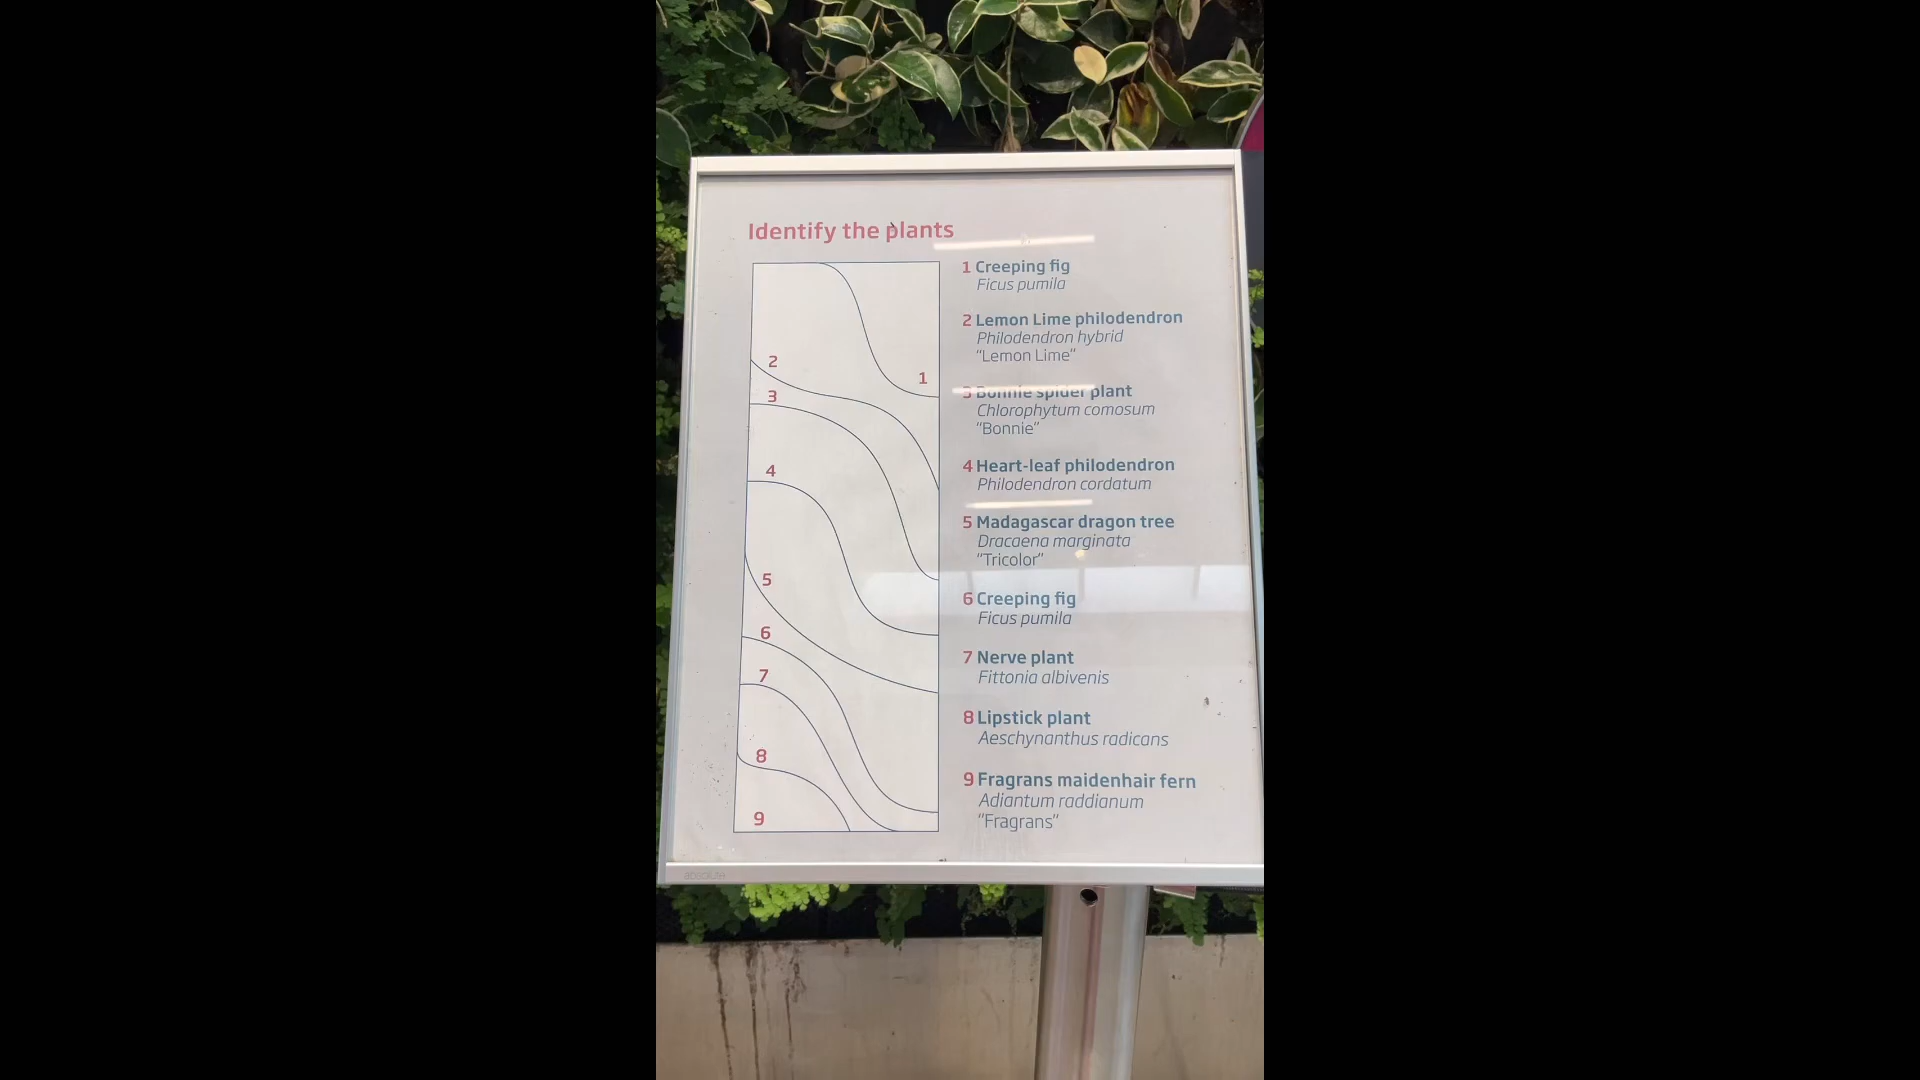 Identify the plants
1 Creeping fig
Ficus pumila
2 Lemon Lime philodendron
Philodendron hybrid
"Lemon Lime"
3 Bonnie spider plant
Chlorophytum comosum
"Bonnie"
4 Heart-leaf philodendron
Philodendron cordatum
5 Madagascar dragon tree
Dracaena marginata
"Tricolor"
6 Creeping fig
Ficus pumila
7 Nerve plant
Fittonia albivenis
8 Lipstick plant
Aeschynanthus radicans
9 Fragrans maidenhair fern
Adiantum raddianum
"Fragrans"
2
1
3
4
5
6
7
8
9
absolute